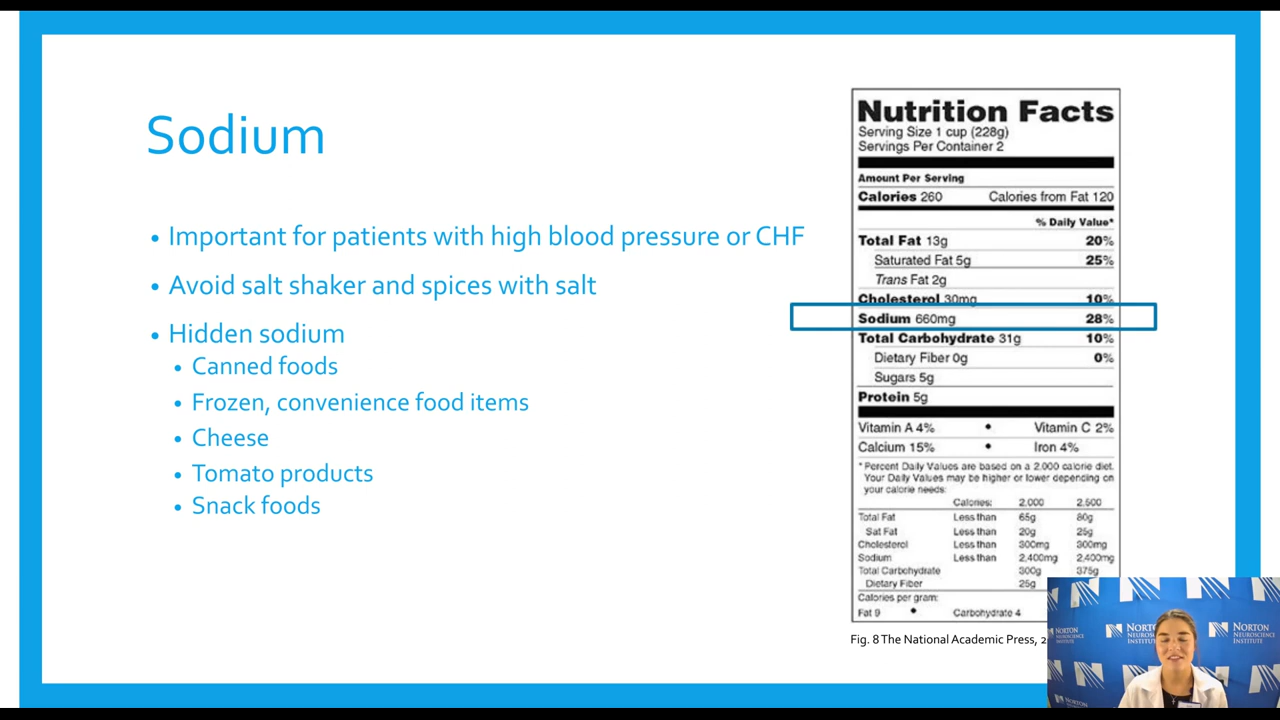 Sodium
• Important for patients with high blood pressure or CHF
• Avoid salt shaker and spices with salt
• Hidden sodium
• Canned foods
• Frozen, convenience food items
• Cheese
• Tomato products
• Snack foods
Nutrition Facts
Serving Size 1 cup (228g)
Servings Per Container 2
Amount Per Serving
Calories 260 Calories from Fat 120
% Daily Value*
Total Fat 13g 20%
Saturated Fat 5g 25%
Trans Fat 2g
Cholesterol 30mg 10%
Sodium 660mg 28%
Total Carbohydrate 31g 10%
Dietary Fiber 0g 0%
Sugars 5g
Protein 5g
Vitamin A 4% • Vitamin C 2%
Calcium 15% • Iron 4%
* Percent Daily Values are based on a 2,000 calorie diet.
Your Daily Values may be higher or lower depending on
your calorie needs:
Calories: 2,000 2,500
Total Fat Less than 65g 80g
Sat Fat Less than 20g 25g
Cholesterol Less than 300mg 300mg
Sodium Less than 2,400mg 2,400mg
Total Carbohydrate 300g 375g
Dietary Fiber 25g
Calories per gram:
Fat 9 • Carbohydrate 4
Fig. 8 The National Academic Press,
NORTON
NEUROSCIENCE
INSTITUTE
NORTON
NEUROSCIENCE
INSTITUTE